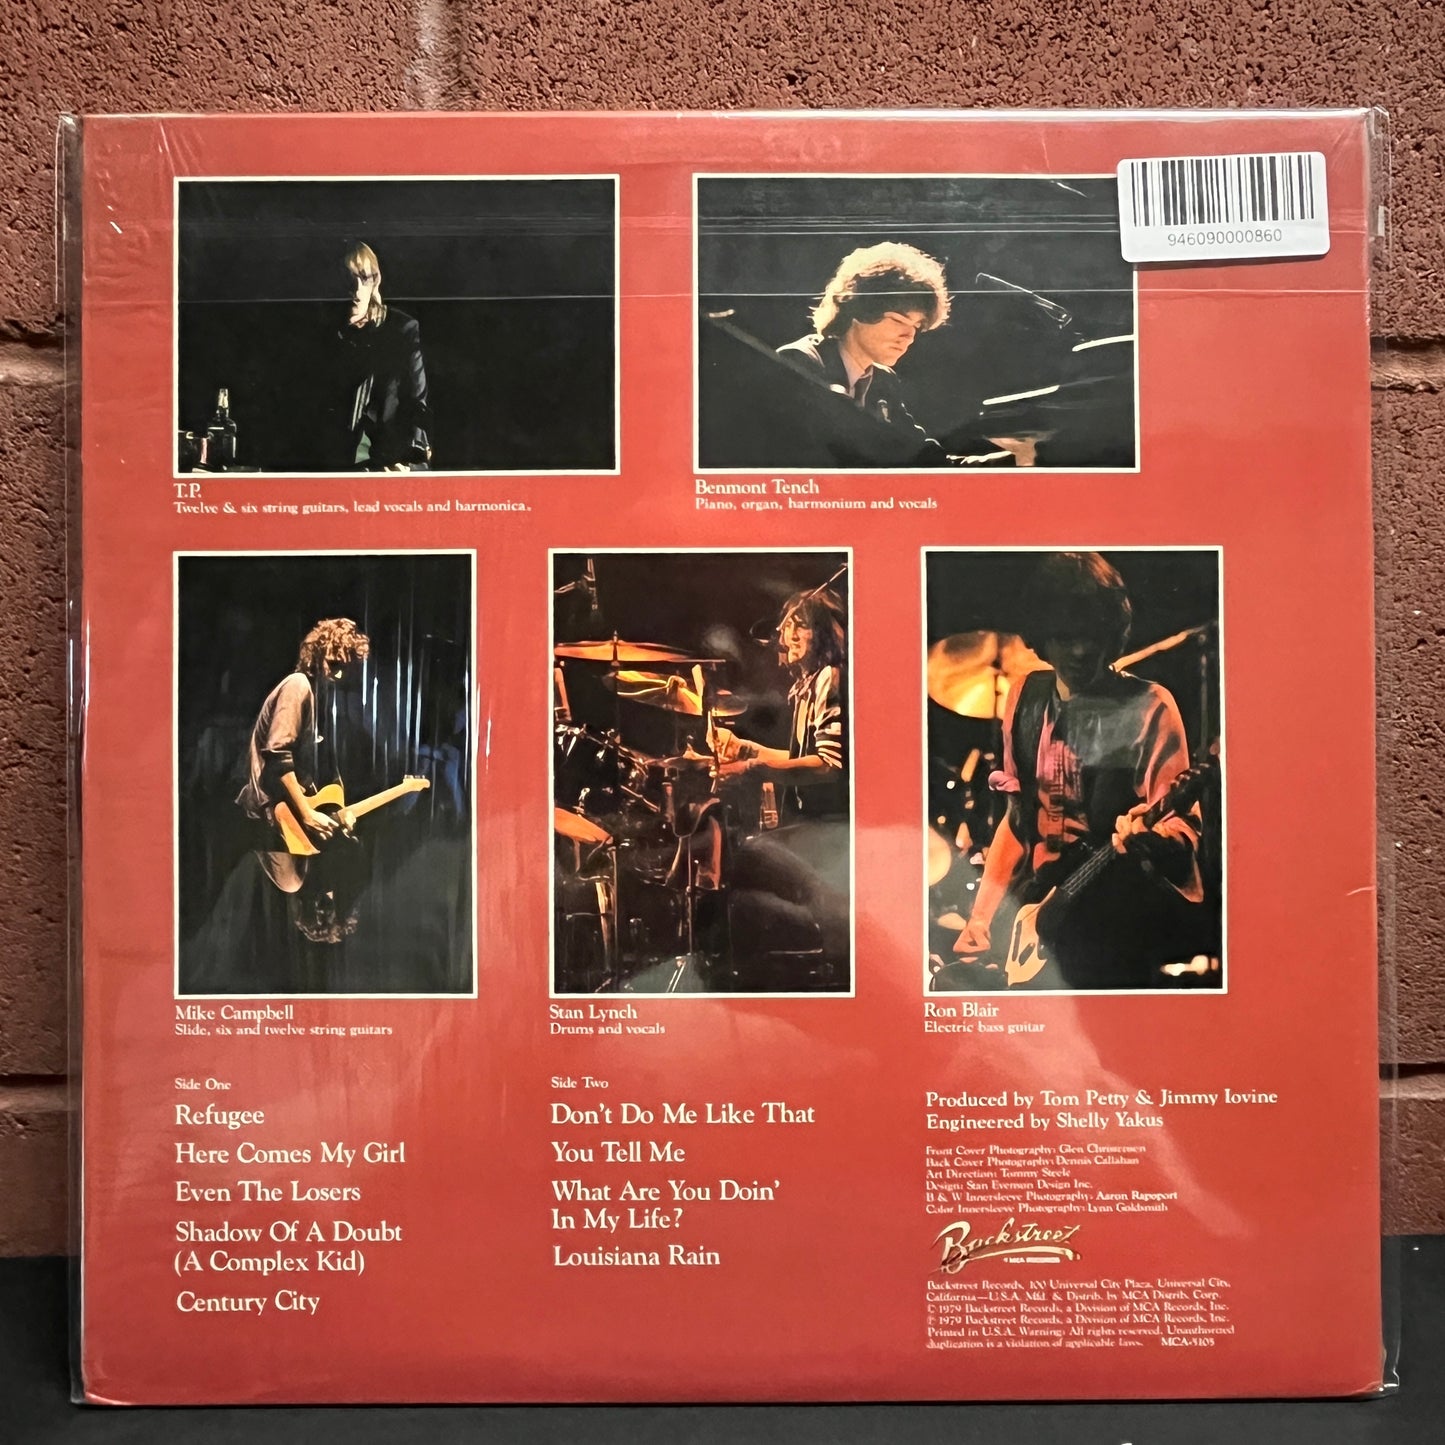 946090000860
T.P.
Twelve & six string guitars, lead vocals and harmonica.
Benmont Tench
Piano, organ, harmonium and vocals
Mike Campbell
Slide, six and twelve string guitars
Stan Lynch
Drums and vocals
Ron Blair
Electric bass guitar
Side One
Refugee
Here Comes My Girl
Even The Losers
Shadow Of A Doubt
(A Complex Kid)
Century City
Side Two
Don't Do Me Like That
You Tell Me
What Are You Doin'
In My Life?
Louisiana Rain
Produced by Tom Petty & Jimmy Iovine
Engineered by Shelly Yakus
Front Cover Photography: Glen Christensen
Back Cover Photography: Dennis Callahan
Art Direction: Tommy Steele
Design: Stan Evenson Design Inc.
B & W Innersleeve Photography: Aaron Rapoport
Color Innersleeve Photography: Lynn Goldsmith
Backstreet
MCA RECORDS
Backstreet Records, 100 Universal City Plaza, Universal City,
California—U.S.A. Mfd. & Distrib. by MCA Distrib. Corp.
© 1979 Backstreet Records, a Division of MCA Records, Inc.
℗ 1979 Backstreet Records, a Division of MCA Records, Inc.
Printed in U.S.A. Warning: All rights reserved. Unauthorized
duplication is a violation of applicable laws. MCA-5105